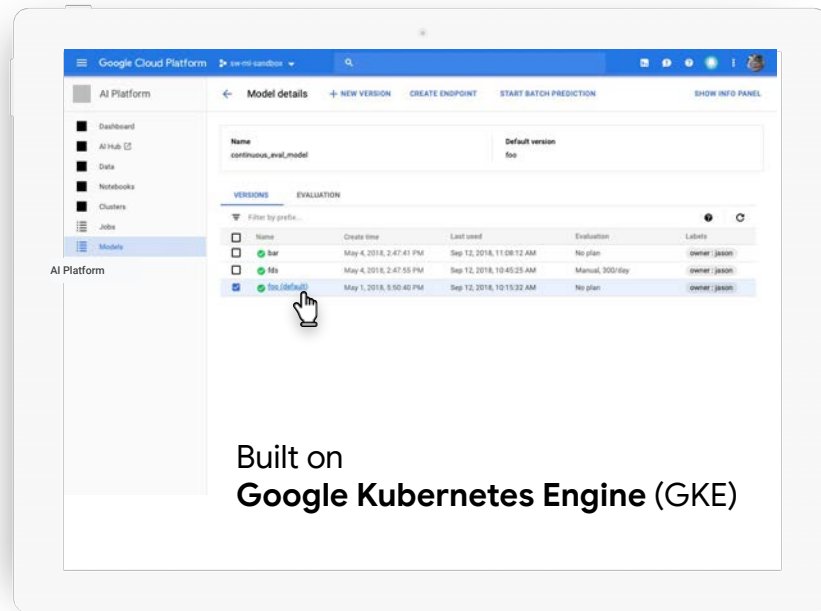 Google Cloud Platform sw-ml-sandbox
AI Platform
Model details + NEW VERSION CREATE ENDPOINT START BATCH PREDICTION SHOW INFO PANEL
Dashboard
AI Hub
Data
Notebooks
Clusters
Jobs
Models
AI Platform
Name Default version
continuous_eval_model foo
VERSIONS EVALUATION
Filter by prefix...
Name Create time Last used Evaluation Labels
bar May 4, 2018, 2:47:41 PM Sep 12, 2018, 11:08:12 AM No plan owner : jason
fds May 4, 2018, 2:47:55 PM Sep 12, 2018, 10:45:25 AM Manual, 300/day owner : jason
foo (default) May 1, 2018, 5:50:40 PM Sep 12, 2018, 10:15:32 AM No plan owner : jason
Built on
Google Kubernetes Engine (GKE)